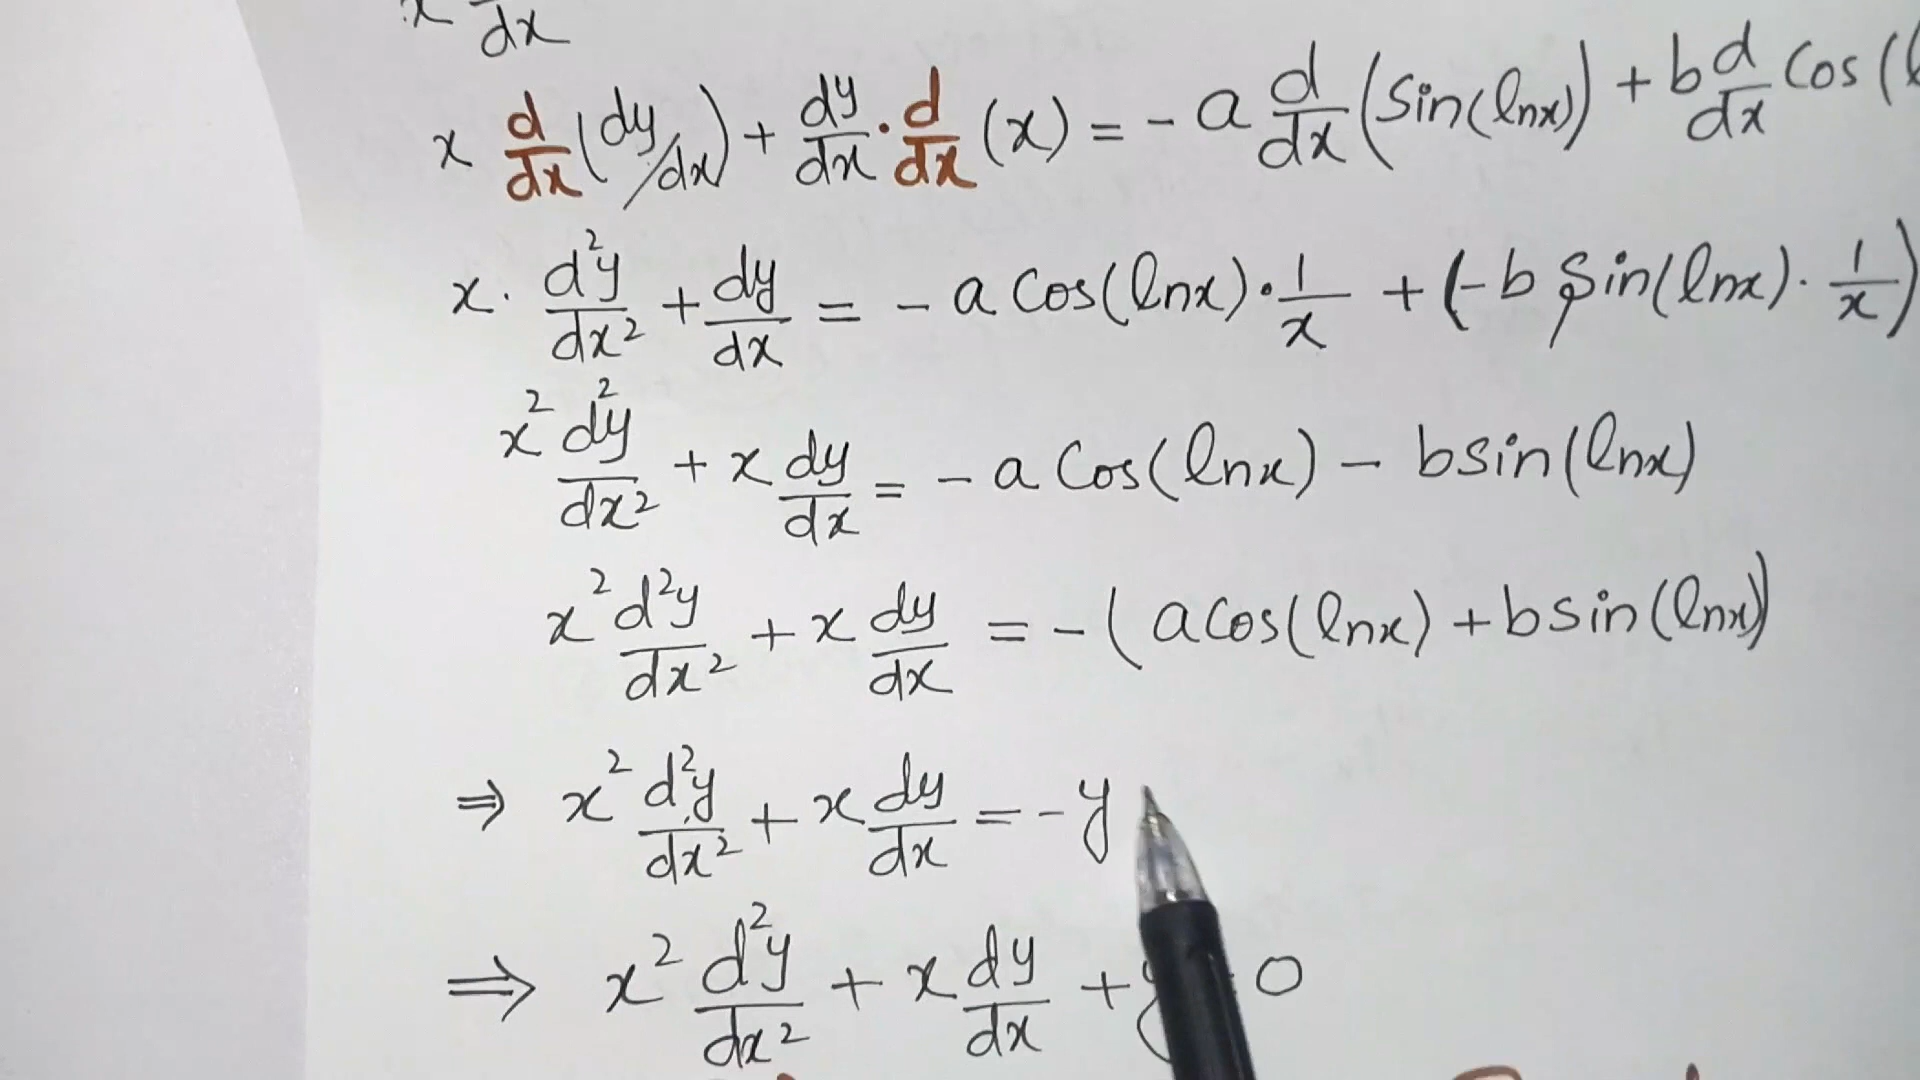 x dx
x d/dx (dy/dx) + dy/dx · d/dx (x) = - a d/dx (Sin(lnx)) + b d/dx Cos(
x · d²y/dx² + dy/dx = - a Cos(lnx) · 1/x + (-b Sin(lnx) · 1/x)
x² d²y/dx² + x dy/dx = - a Cos(lnx) - bsin(lnx)
x² d²y/dx² + x dy/dx = - (acos(lnx) + bsin(lnx)
⇒ x² d²y/dx² + x dy/dx = -y
⇒ x² d²y/dx² + x dy/dx + 0